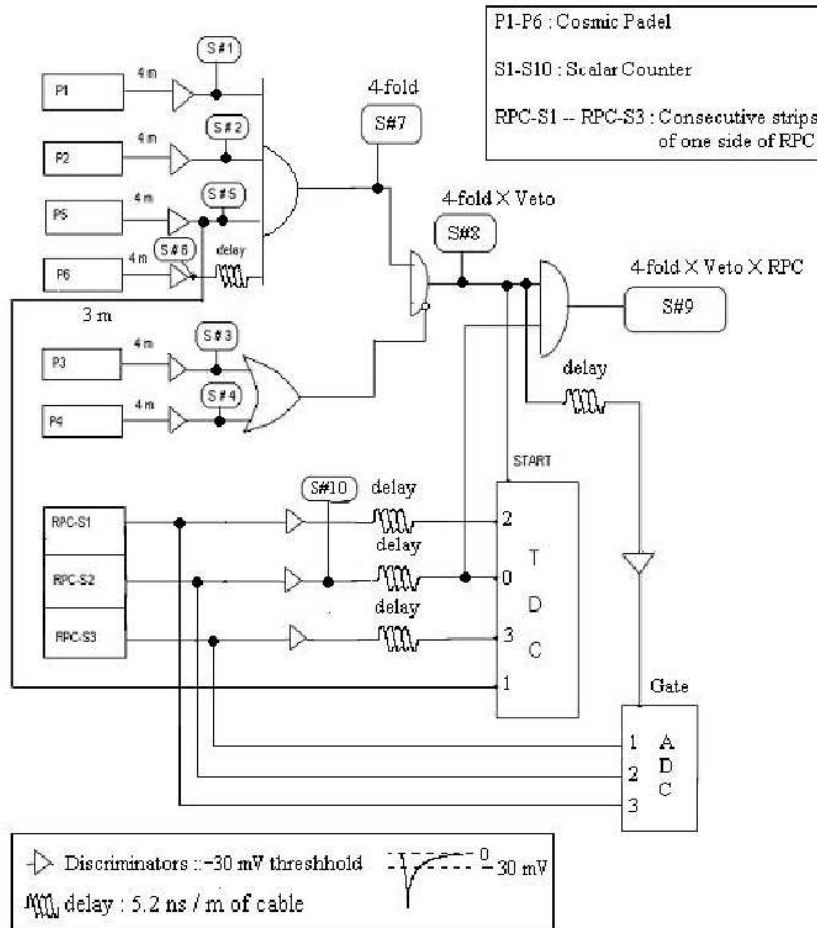 P1-P6 : Cosmic Padel
S1-S10 : Scalar Counter
RPC-S1 -- RPC-S3 : Consecutive strips
of one side of RPC
S#1
4 m
P1
4-fold
S#7
S#2
4 m
P2
S#5
4 m
P5
4-fold X Veto
S#8
S#6
delay
4 m
P6
4-fold X Veto X RPC
S#9
3 m
S#3
4 m
P3
delay
S#4
4 m
P4
START
S#10
delay
RPC-S1
2
T
delay
RPC-S2
0
D
delay
RPC-S3
3
C
1
Gate
1
A
2
D
3
C
Discriminators : -30 mV threshhold
0
-30 mV
delay : 5.2 ns / m of cable